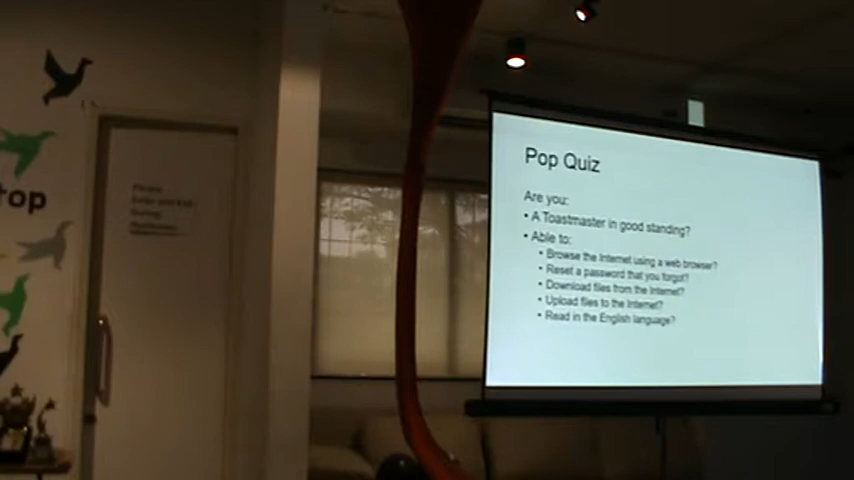 top
Please
Pop Quiz
Are you:
• A Toastmaster in good standing?
• Able to:
• Browse the Internet using a web browser?
• Reset a password that you forgot?
• Download files from the Internet?
• Upload files to the Internet?
• Read in the English language?